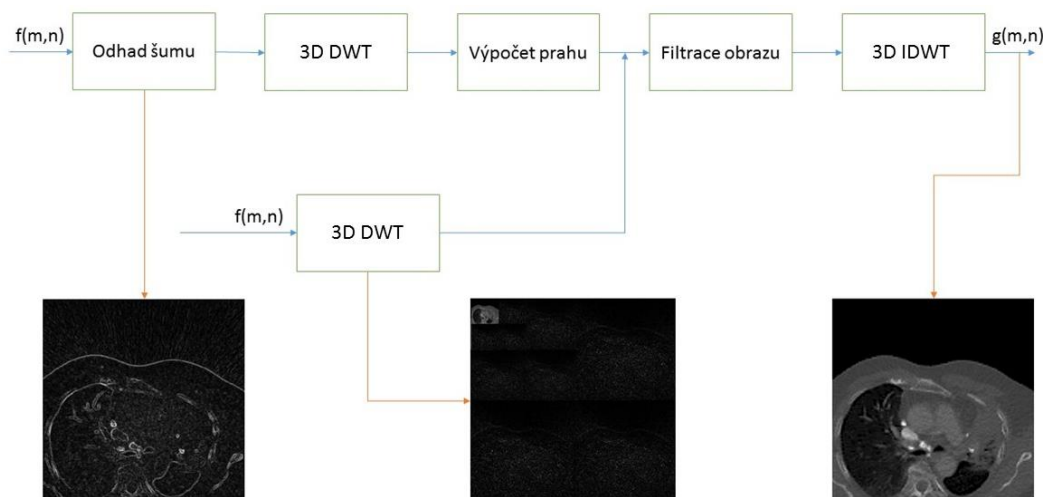 f(m,n)
Odhad šumu
3D DWT
Výpočet prahu
Filtrace obrazu
3D IDWT
g(m,n)
f(m,n)
3D DWT